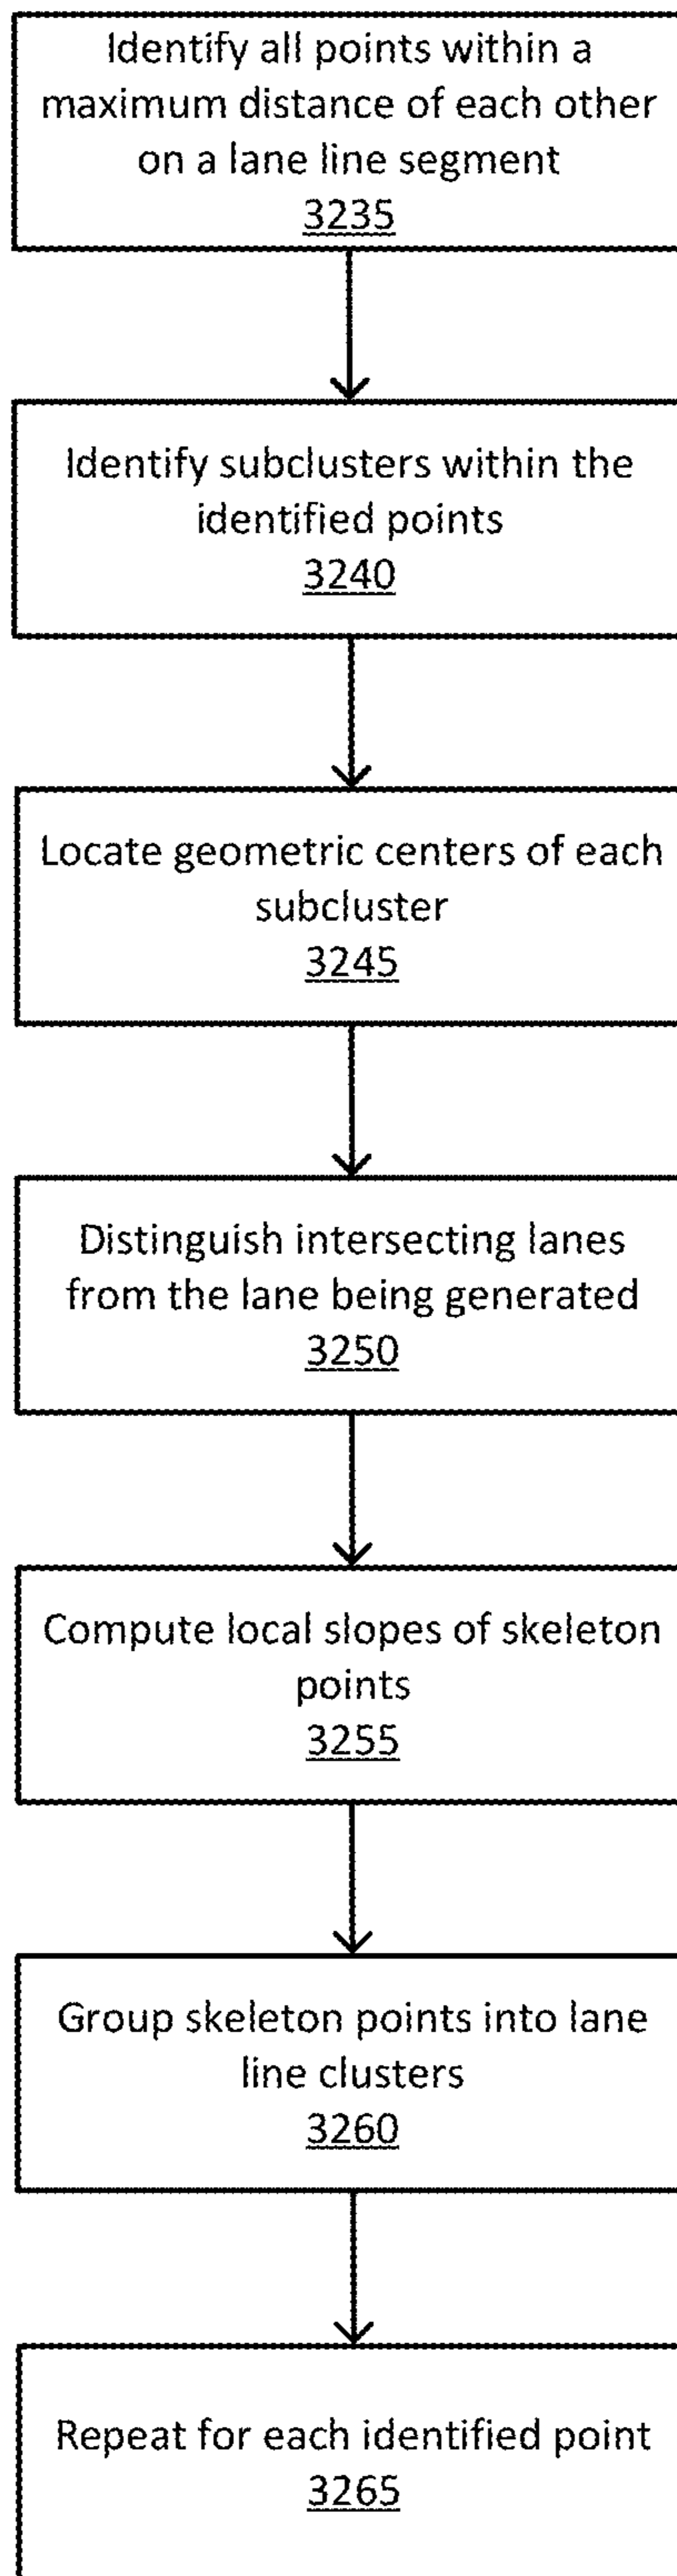 Identify all points within a
maximum distance of each other
on a lane line segment
3235
Identify subclusters within the
identified points
3240
Locate geometric centers of each
subcluster
3245
Distinguish intersecting lanes
from the lane being generated
3250
Compute local slopes of skeleton
points
3255
Group skeleton points into lane
line clusters
3260
Repeat for each identified point
3265